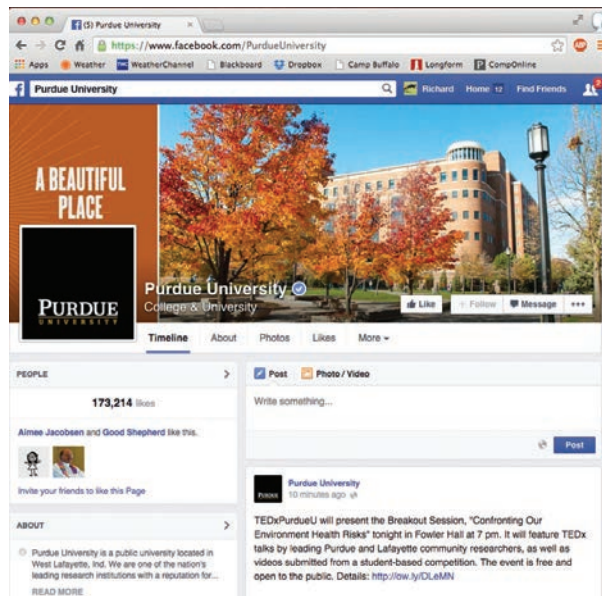 (5) Purdue University
https://www.facebook.com/PurdueUniversity
Apps Weather WeatherChannel Blackboard Dropbox Camp Buffalo Longform CompOnline
Purdue University Richard Home 12 Find Friends
A BEAUTIFUL
PLACE
PURDUE
UNIVERSITY
Purdue University
College & University
Like Follow Message
Timeline About Photos Likes More
PEOPLE
173,214 likes
Aimee Jacobsen and Good Shepherd like this.
Invite your friends to like this Page
ABOUT
Purdue University is a public university located in
West Lafayette, Ind. We are one of the nation's
leading research institutions with a reputation for...
READ MORE
Post Photo / Video
Write something...
Post
Purdue University
10 minutes ago
TEDxPurdueU will present the Breakout Session, "Confronting Our
Environment Health Risks" tonight in Fowler Hall at 7 pm. It will feature TEDx
talks by leading Purdue and Lafayette community researchers, as well as
videos submitted from a student-based competition. The event is free and
open to the public. Details: http://ow.ly/DLeMN